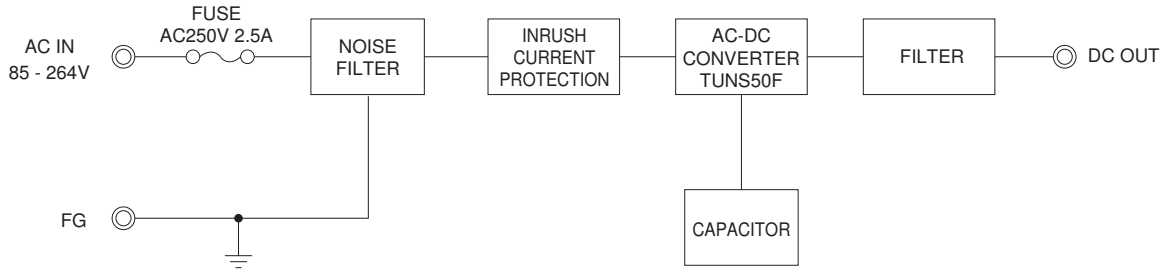 FUSE
AC250V 2.5A
AC IN
85 - 264V
NOISE
FILTER
INRUSH
CURRENT
PROTECTION
AC-DC
CONVERTER
TUNS50F
FILTER
DC OUT
FG
CAPACITOR